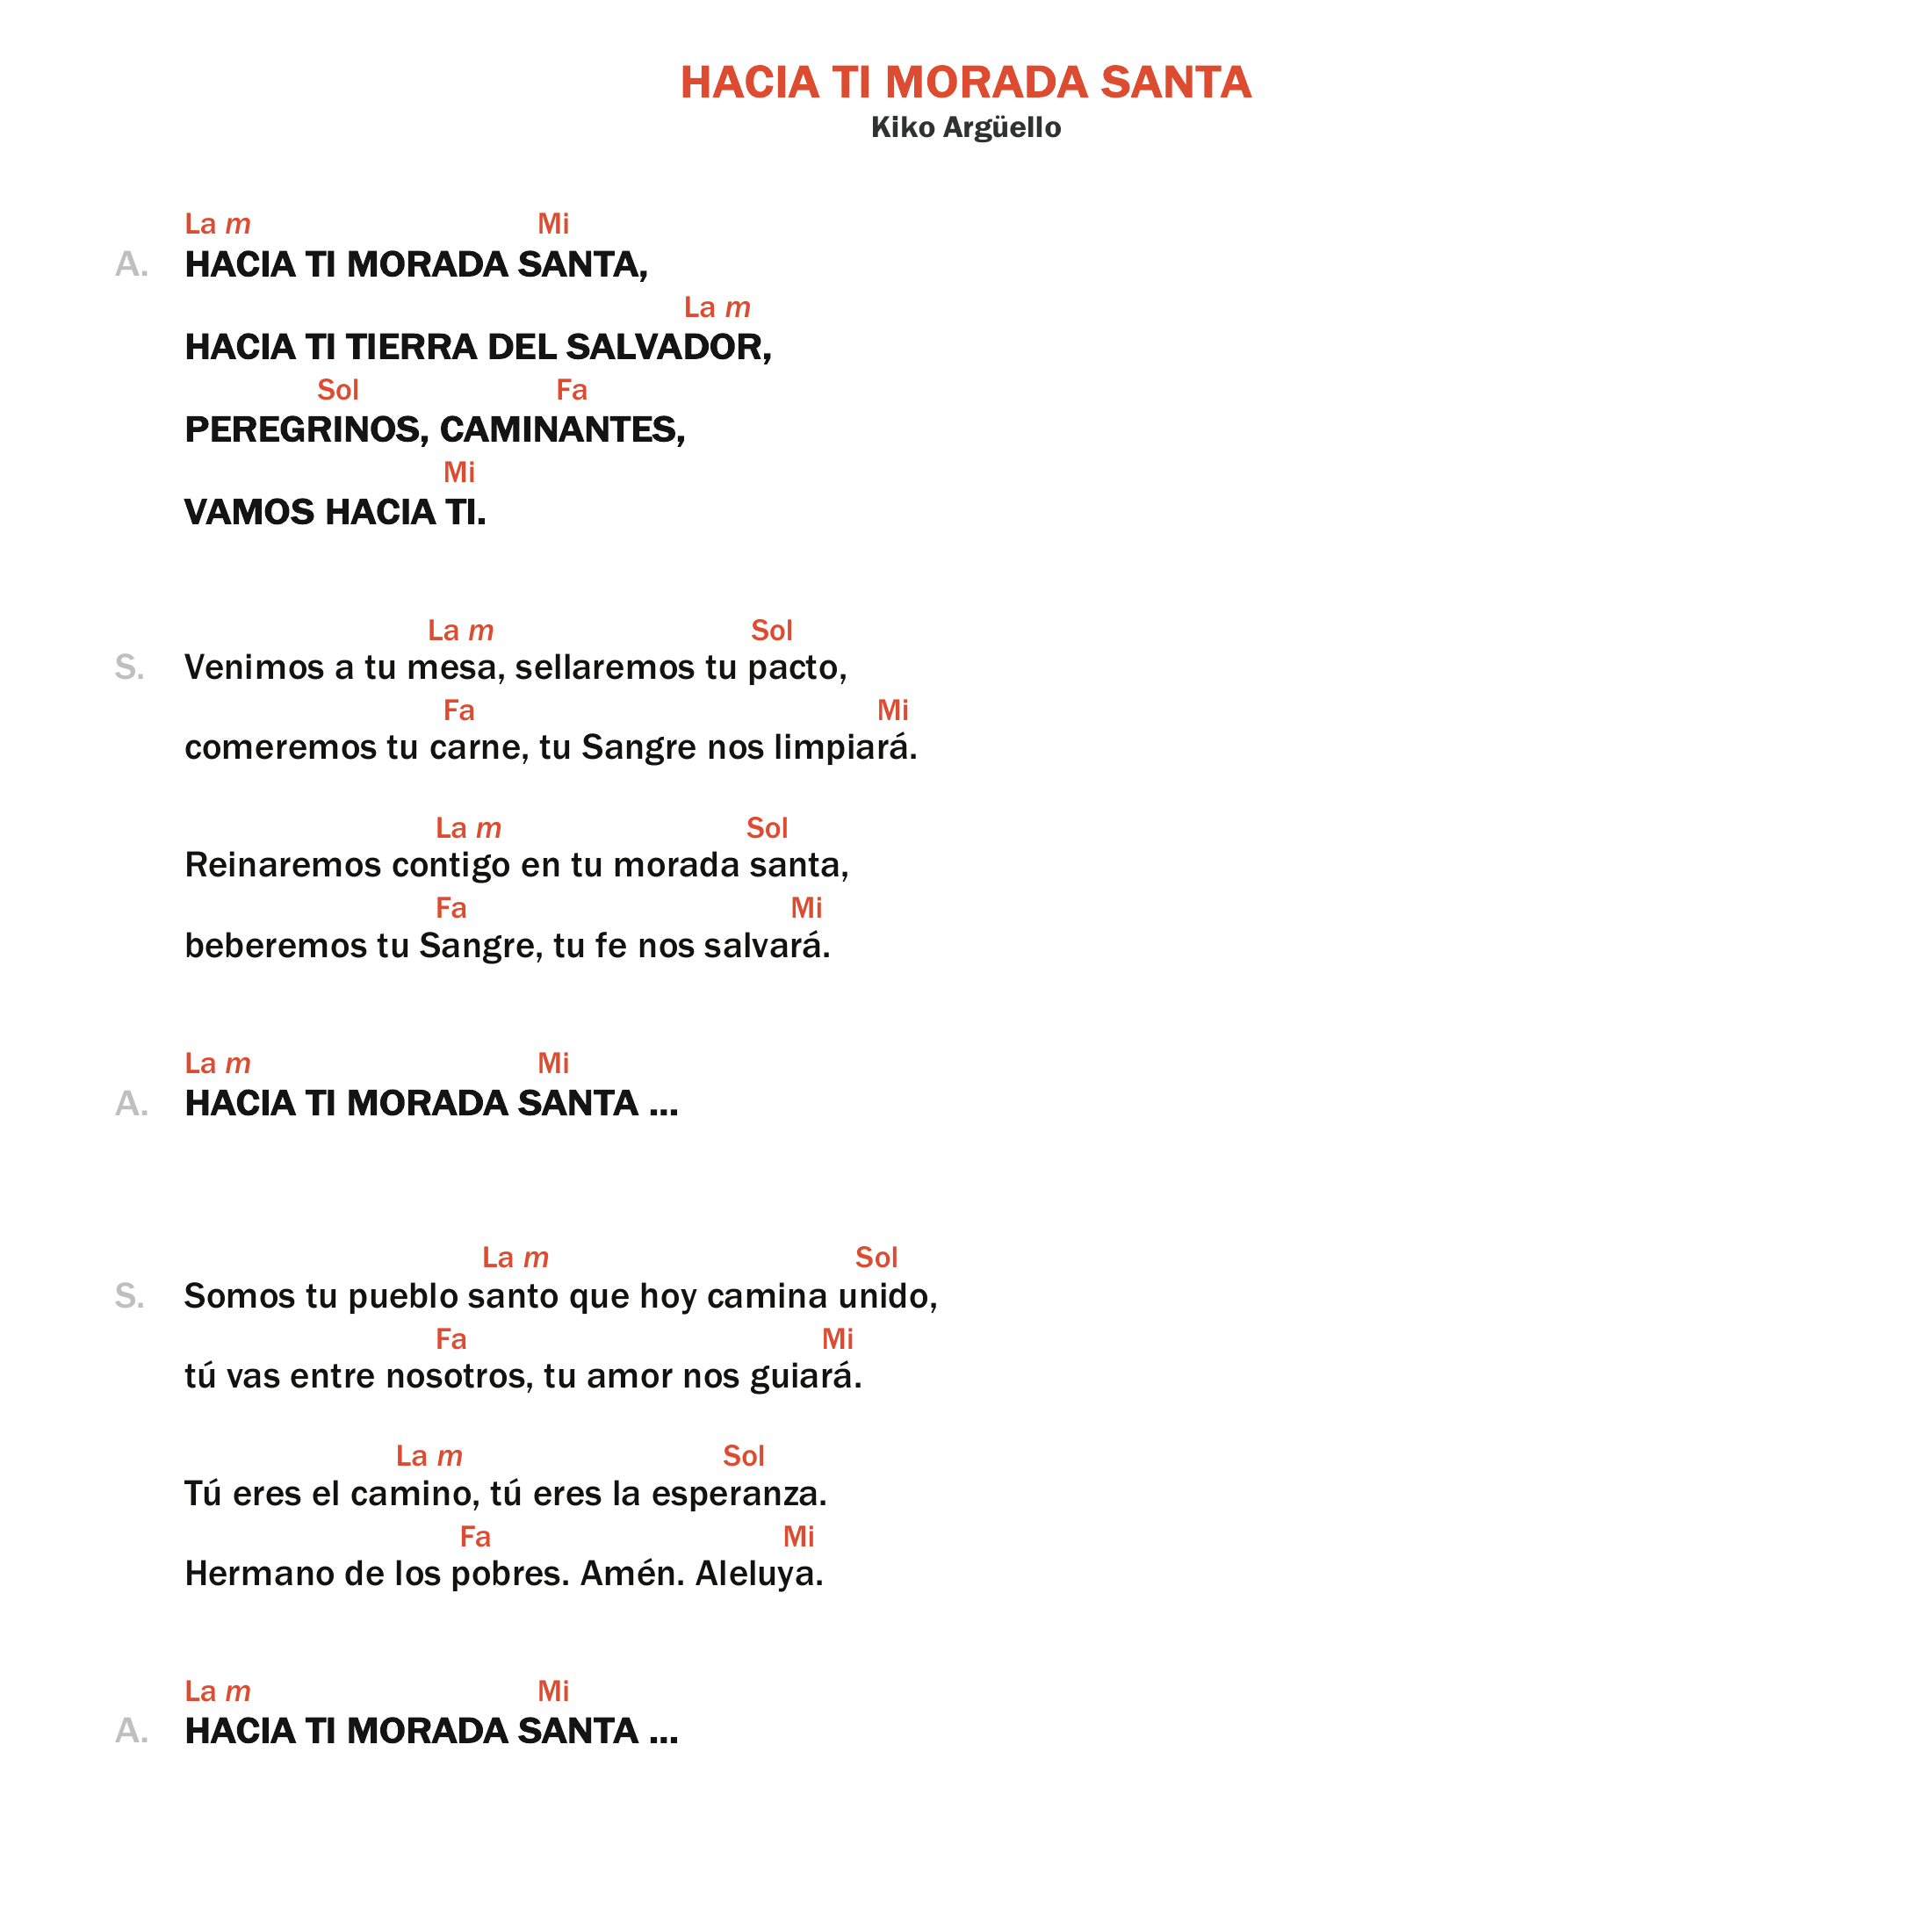 HACIA TI MORADA SANTA
Kiko Argüello
La m Mi
A. HACIA TI MORADA SANTA,
La m
HACIA TI TIERRA DEL SALVADOR,
Sol Fa
PEREGRINOS, CAMINANTES,
Mi
VAMOS HACIA TI.
La m Sol
S. Venimos a tu mesa, sellaremos tu pacto,
Fa Mi
comeremos tu carne, tu Sangre nos limpiará.
La m Sol
Reinaremos contigo en tu morada santa,
Fa Mi
beberemos tu Sangre, tu fe nos salvará.
La m Mi
A. HACIA TI MORADA SANTA ...
La m Sol
S. Somos tu pueblo santo que hoy camina unido,
Fa Mi
tú vas entre nosotros, tu amor nos guiará.
La m Sol
Tú eres el camino, tú eres la esperanza.
Fa Mi
Hermano de los pobres. Amén. Aleluya.
La m Mi
A. HACIA TI MORADA SANTA ...